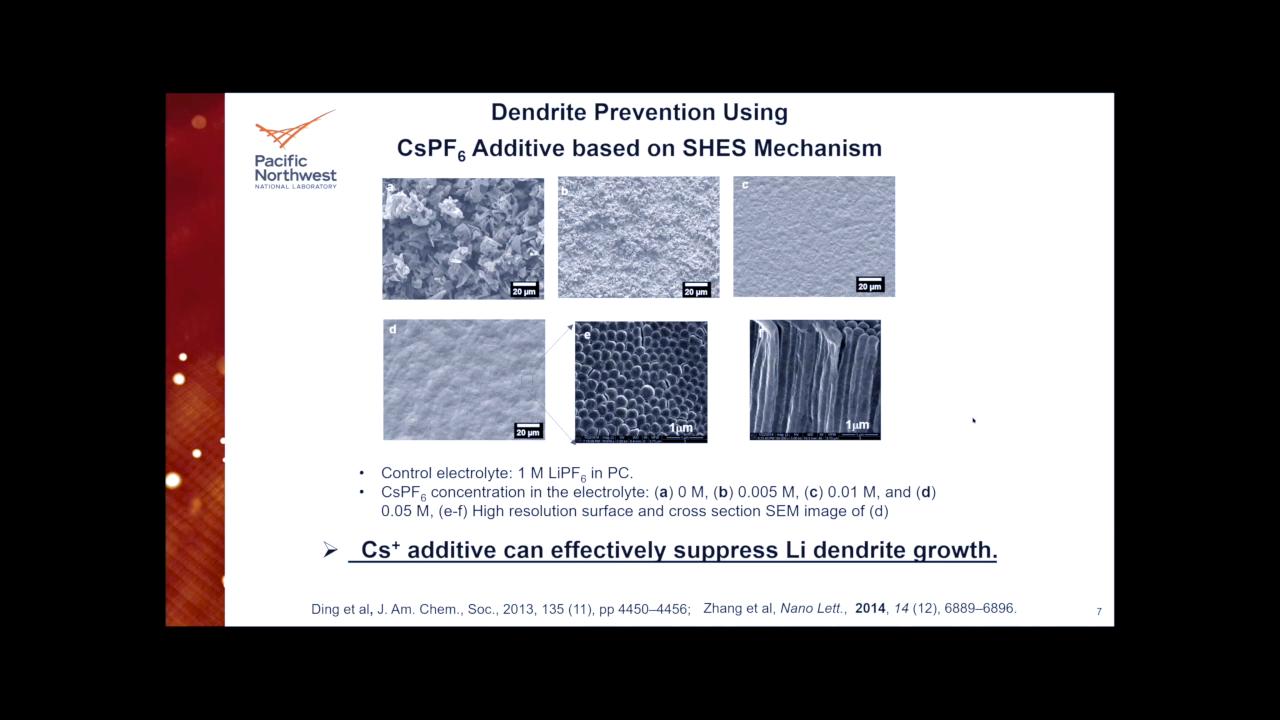 Dendrite Prevention Using
CsPF6 Additive based on SHES Mechanism
Pacific
Northwest
NATIONAL LABORATORY
a
b
c
20 µm
20 µm
20 µm
d
e
f
20 µm
1µm
1µm
• Control electrolyte: 1 M LiPF6 in PC.
• CsPF6 concentration in the electrolyte: (a) 0 M, (b) 0.005 M, (c) 0.01 M, and (d)
0.05 M, (e-f) High resolution surface and cross section SEM image of (d)
➢ Cs+ additive can effectively suppress Li dendrite growth.
Ding et al, J. Am. Chem., Soc., 2013, 135 (11), pp 4450–4456; Zhang et al, Nano Lett., 2014, 14 (12), 6889–6896.
7